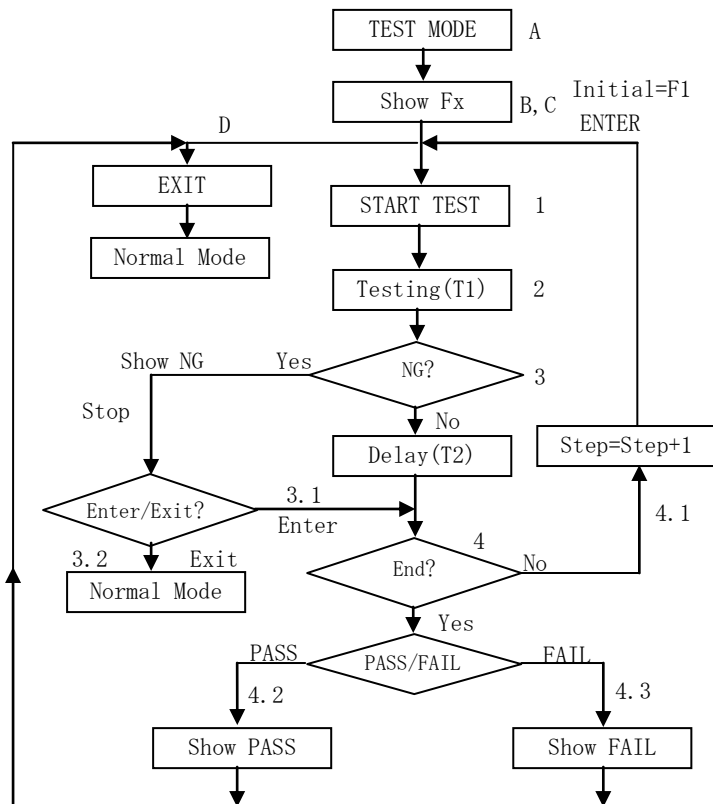 TEST MODE
A
Show Fx
B,C
Initial=F1
ENTER
D
EXIT
START TEST
1
Normal Mode
Testing(T1)
2
Show NG
Yes
NG?
3
Stop
No
Delay(T2)
Step=Step+1
Enter/Exit?
3.1
Enter
4.1
4
3.2
Exit
Normal Mode
End?
No
Yes
PASS
PASS/FAIL
FAIL
4.2
4.3
Show PASS
Show FAIL